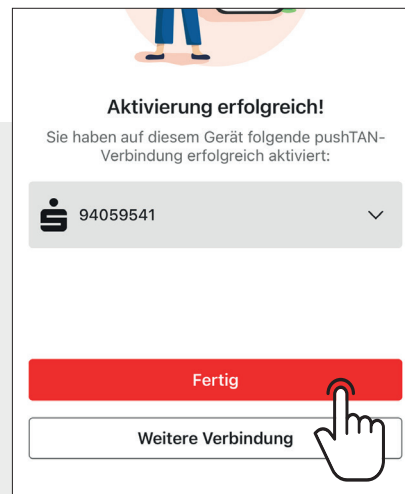 Aktivierung erfolgreich!
Sie haben auf diesem Gerät folgende pushTAN-
Verbindung erfolgreich aktiviert:
94059541
Fertig
Weitere Verbindung